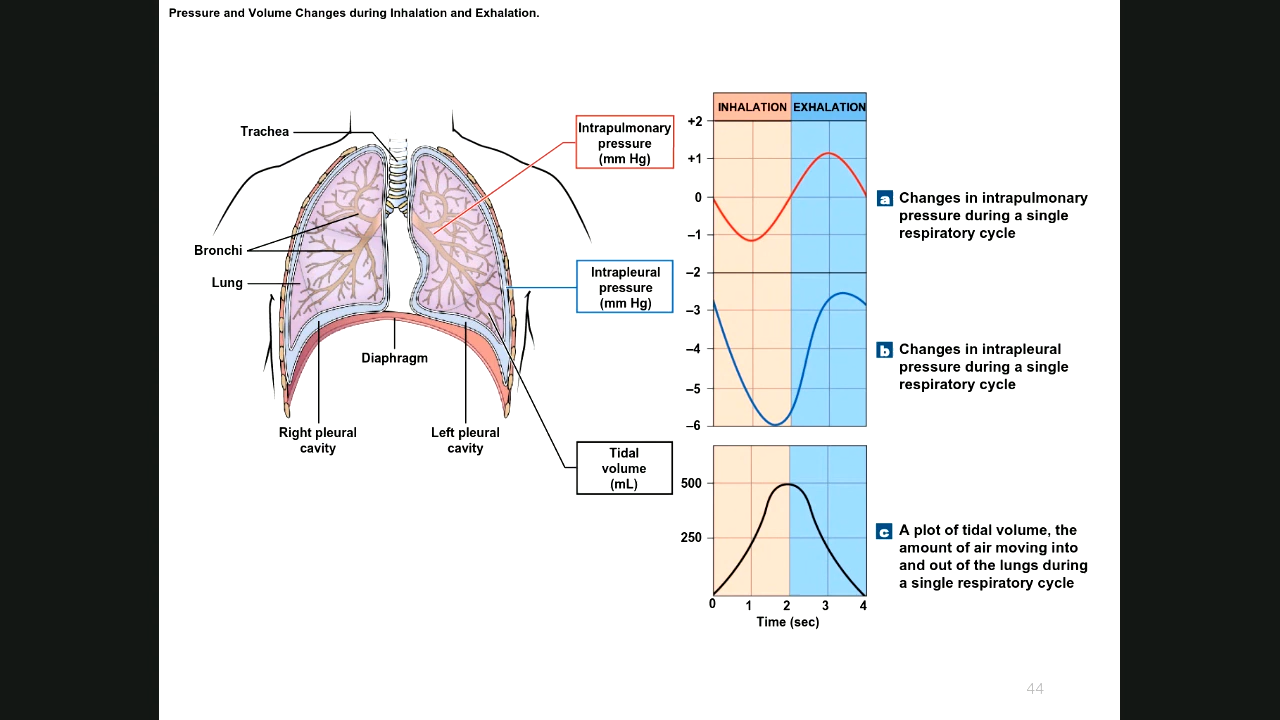 Pressure and Volume Changes during Inhalation and Exhalation.
Trachea
Bronchi
Lung
Diaphragm
Right pleural
cavity
Left pleural
cavity
Intrapulmonary
pressure
(mm Hg)
Intrapleural
pressure
(mm Hg)
Tidal
volume
(mL)
INHALATION EXHALATION
+2
+1
0
–1
–2
–3
–4
–5
–6
500
250
0 1 2 3 4
Time (sec)
a Changes in intrapulmonary
pressure during a single
respiratory cycle
b Changes in intrapleural
pressure during a single
respiratory cycle
c A plot of tidal volume, the
amount of air moving into
and out of the lungs during
a single respiratory cycle
44